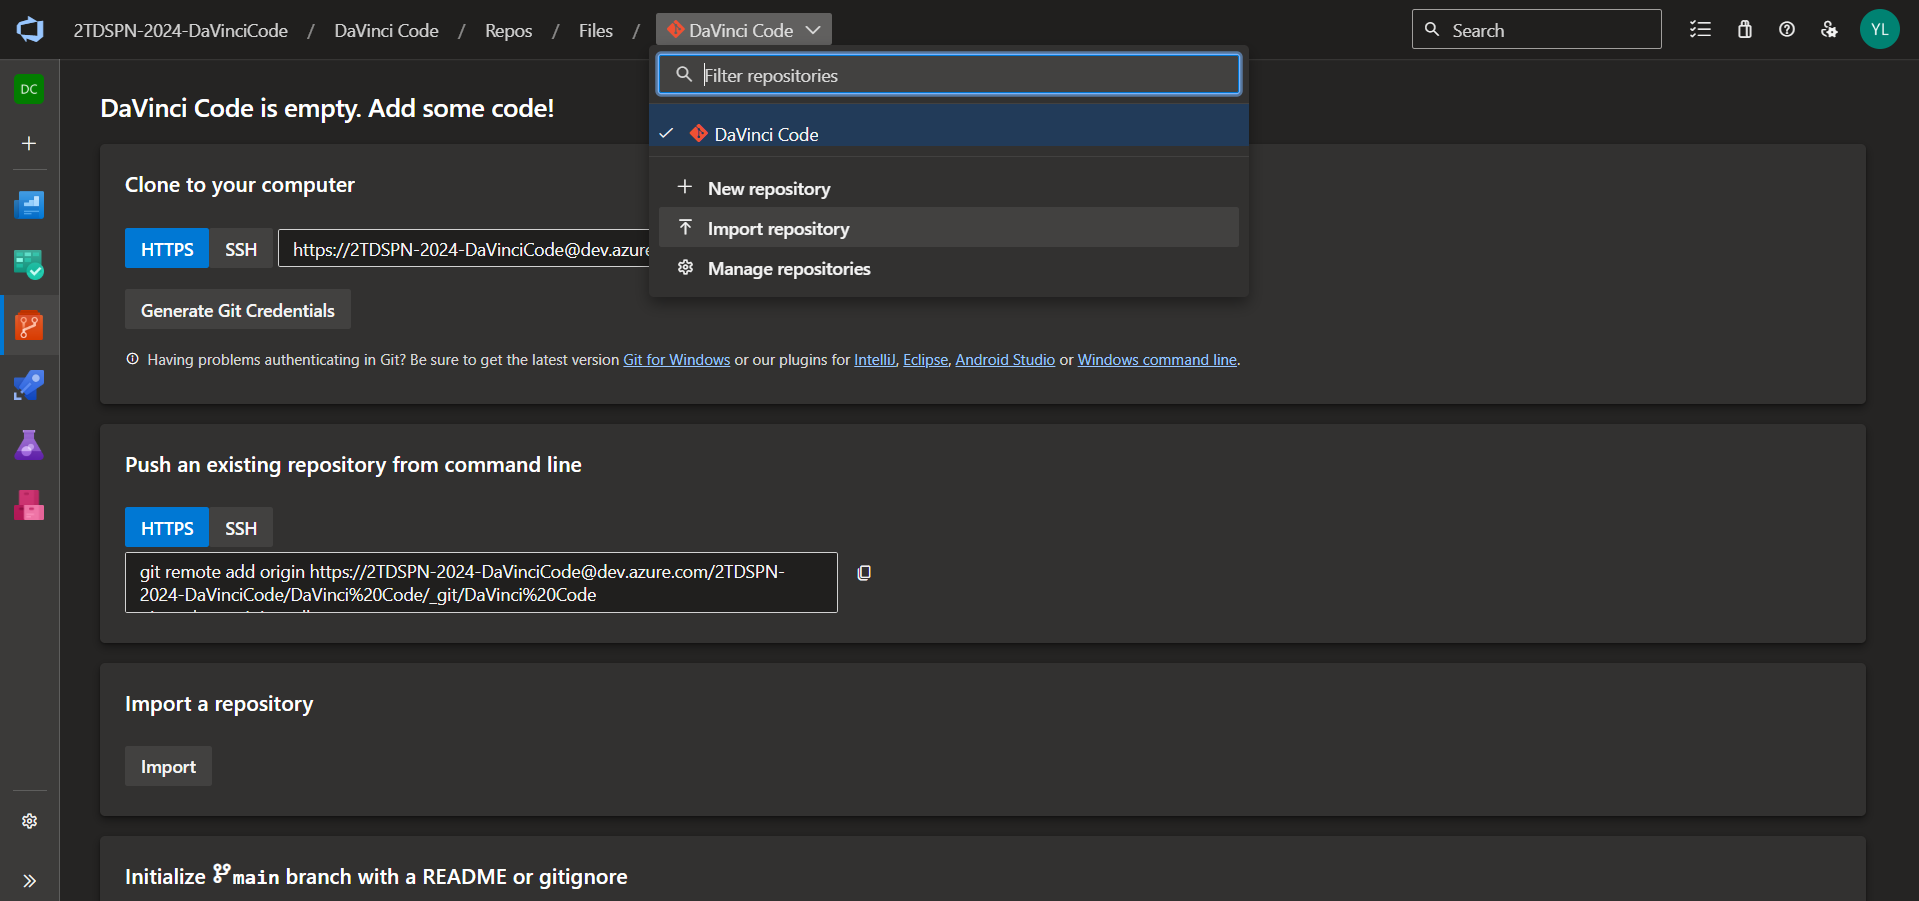 2TDSPN-2024-DaVinciCode / DaVinci Code / Repos / Files / DaVinci Code
Search
YL
DC
Filter repositories
DaVinci Code
New repository
Import repository
Manage repositories
DaVinci Code is empty. Add some code!
Clone to your computer
HTTPS SSH https://2TDSPN-2024-DaVinciCode@dev.azure
Generate Git Credentials
Having problems authenticating in Git? Be sure to get the latest version Git for Windows or our plugins for IntelliJ, Eclipse, Android Studio or Windows command line.
Push an existing repository from command line
HTTPS SSH
git remote add origin https://2TDSPN-2024-DaVinciCode@dev.azure.com/2TDSPN-
2024-DaVinciCode/DaVinci%20Code/_git/DaVinci%20Code
Import a repository
Import
Initialize main branch with a README or gitignore